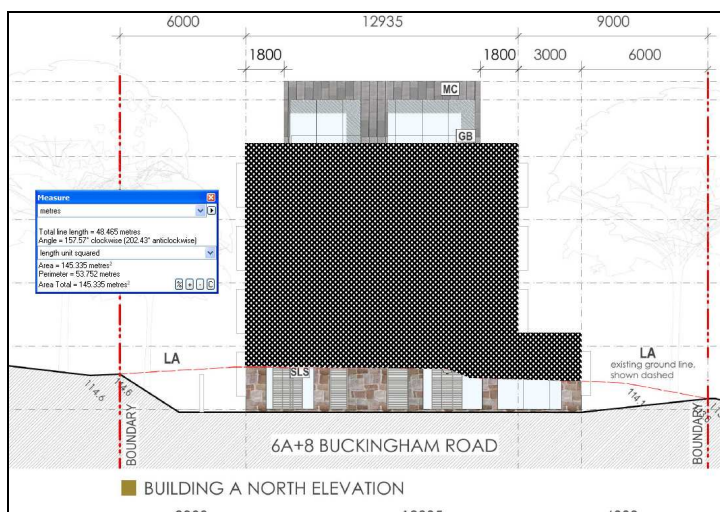 6000 12935 9000
1800 1800 3000 6000
MC
GB
Measure
metres
Total line length = 48.465 metres
Angle = 157.57° clockwise (202.43° anticlockwise)
length unit squared
Area = 145.335 metres²
Perimeter = 53.752 metres
Area Total = 145.335 metres²
% + - C
LA
LA
existing ground line,
shown dashed
SLS
114.6
114.6
114.1
BOUNDARY
BOUNDARY
6A+8 BUCKINGHAM ROAD
BUILDING A NORTH ELEVATION